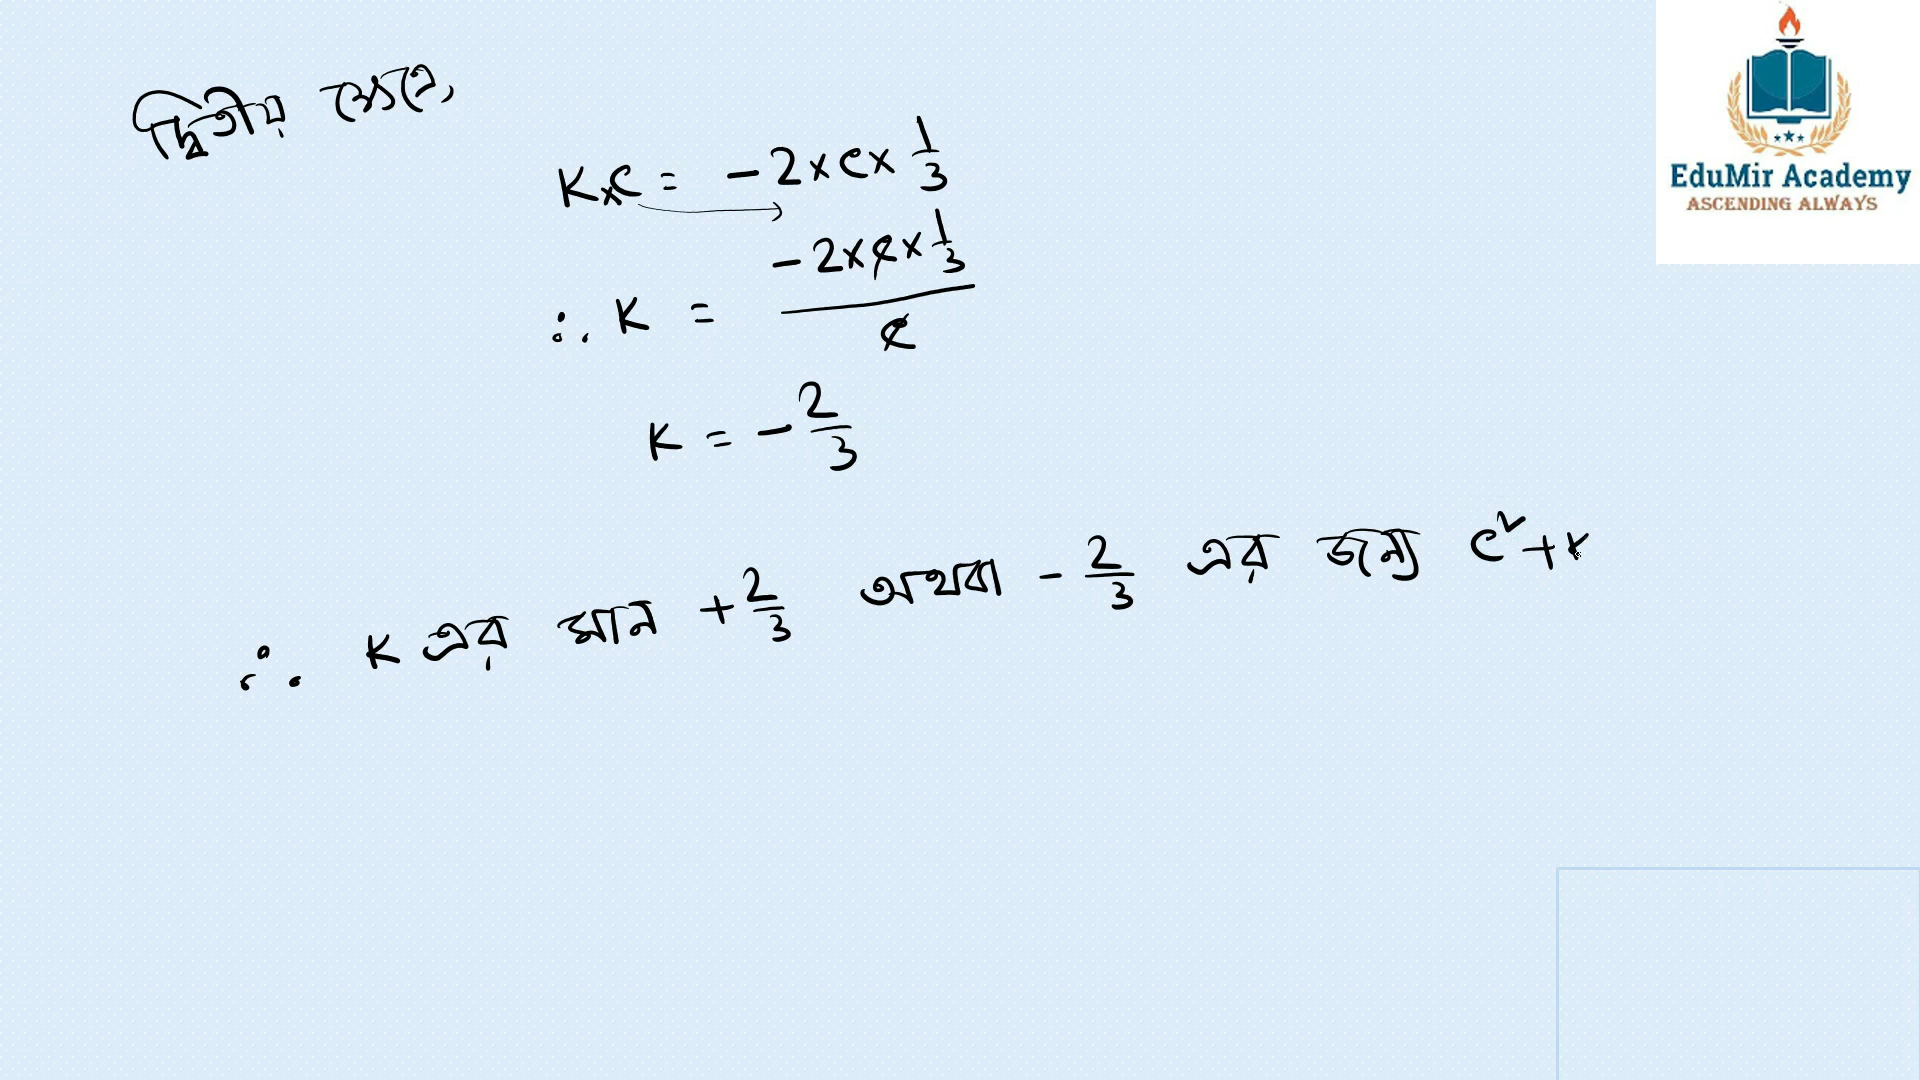 EduMir Academy
ASCENDING ALWAYS
দ্বিতীয় ক্ষেত্রে,
K×C = -2×C×1/3
∴ K = (-2×C×1/3)/C
K = -2/3
∴ K এর মান +2/3 অথবা -2/3 এর জন্য C²+K